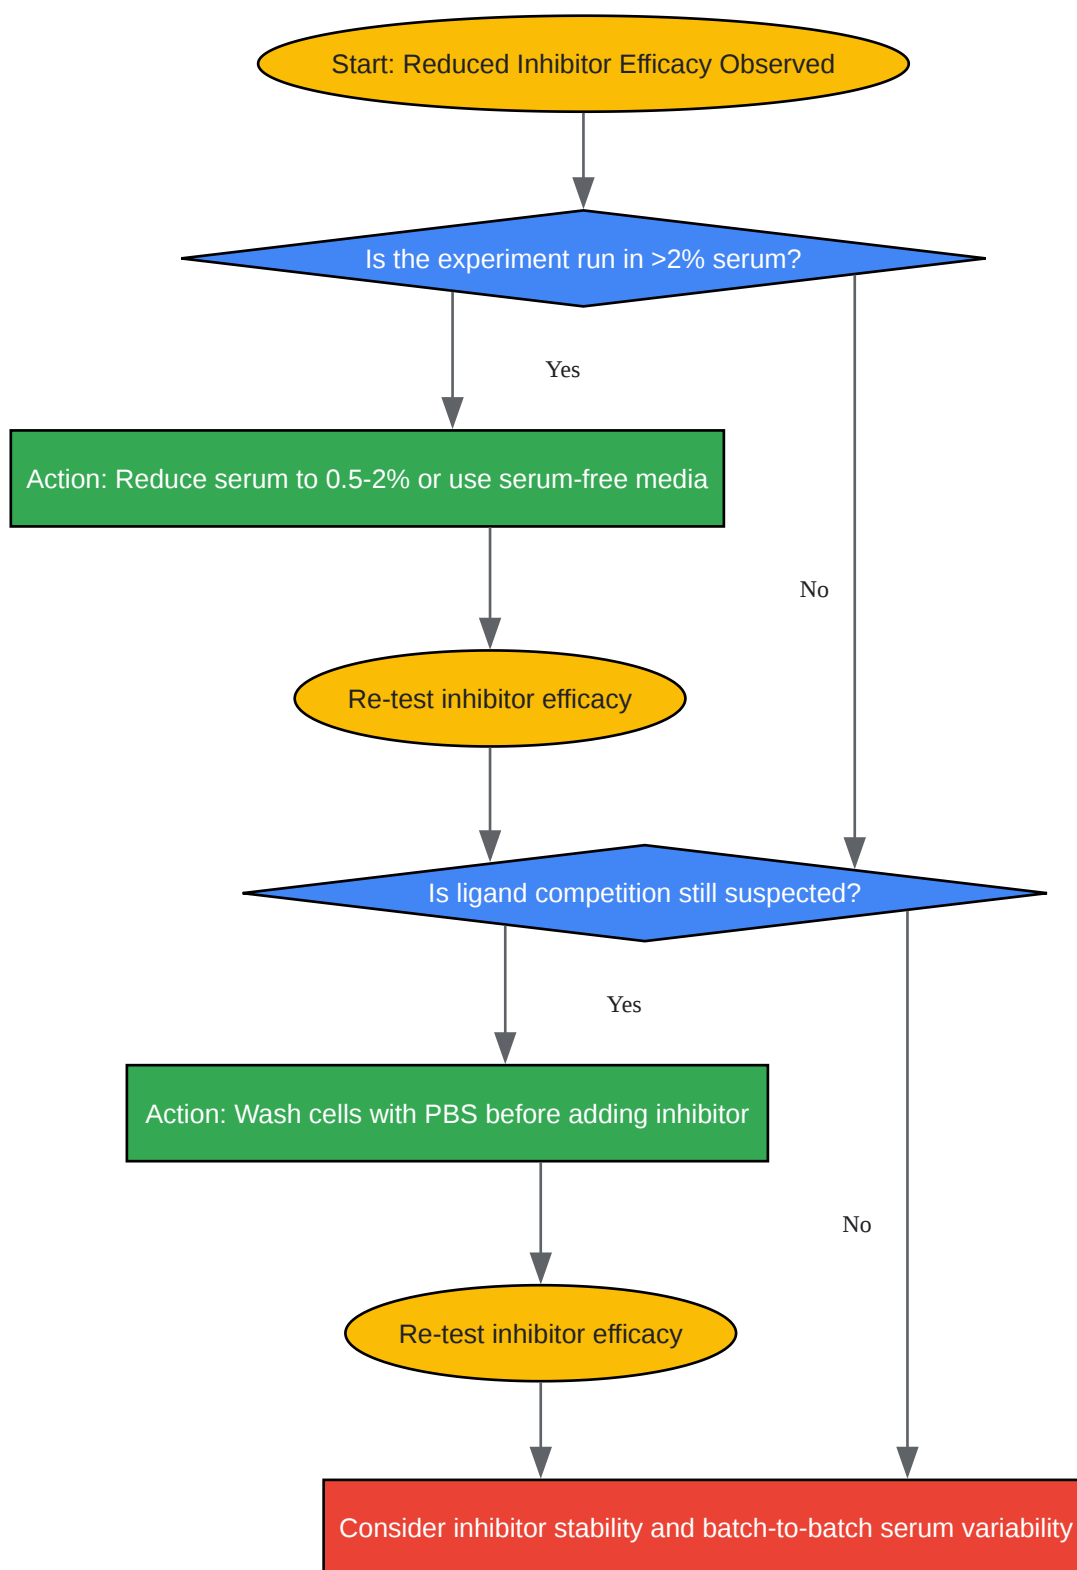 Start: Reduced Inhibitor Efficacy Observed
Is the experiment run in >2% serum?
Yes
Action: Reduce serum to 0.5-2% or use serum-free media
No
Re-test inhibitor efficacy
Is ligand competition still suspected?
Yes
Action: Wash cells with PBS before adding inhibitor
No
Re-test inhibitor efficacy
Consider inhibitor stability and batch-to-batch serum variability